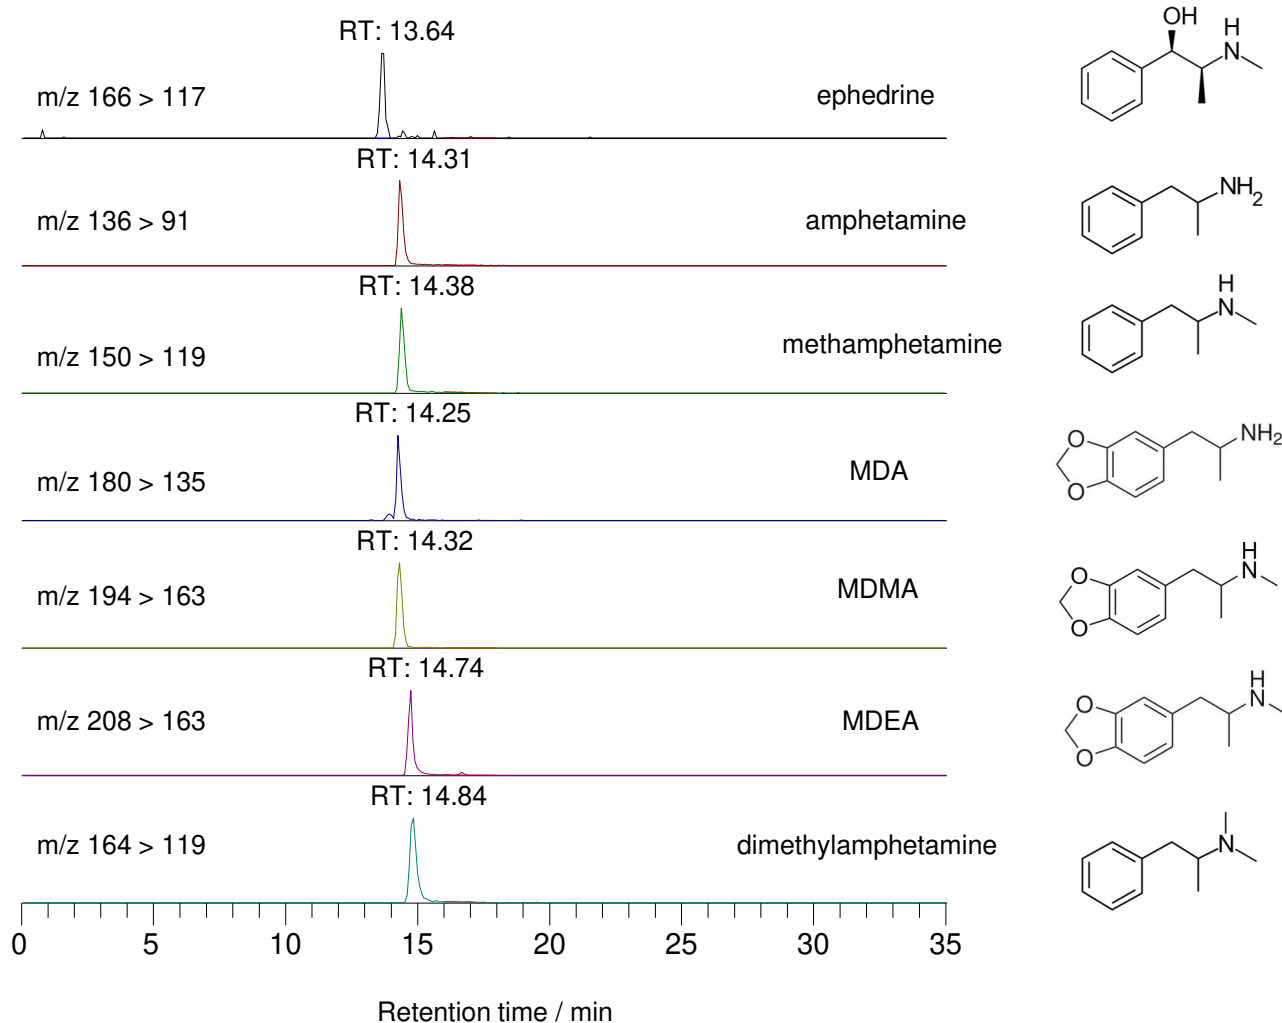 RT: 13.64
m/z 166 > 117
ephedrine
OH
H
N
RT: 14.31
m/z 136 > 91
amphetamine
NH2
RT: 14.38
m/z 150 > 119
methamphetamine
H
N
RT: 14.25
m/z 180 > 135
MDA
O
O
NH2
RT: 14.32
m/z 194 > 163
MDMA
O
O
H
N
RT: 14.74
m/z 208 > 163
MDEA
O
O
H
N
RT: 14.84
m/z 164 > 119
dimethylamphetamine
N
0 5 10 15 20 25 30 35
Retention time / min